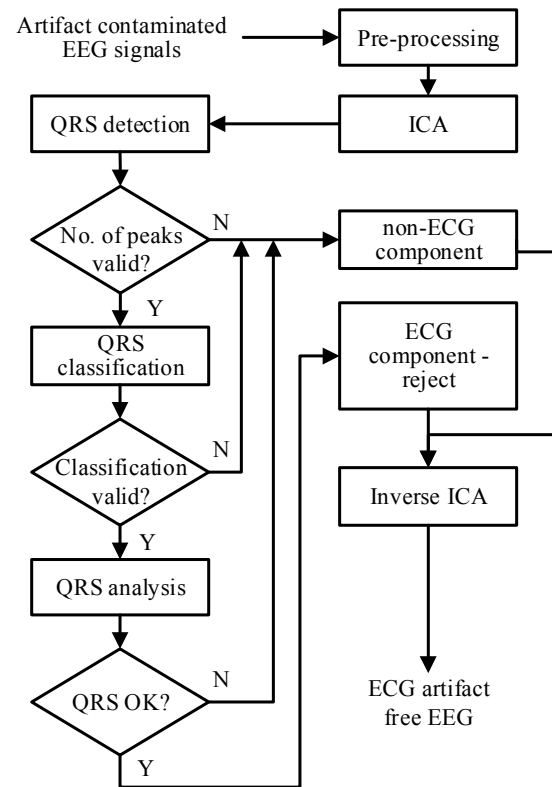 Artifact contaminated
EEG signals
Pre-processing
QRS detection
ICA
No. of peaks
valid?
N
non-ECG
component
Y
QRS
classification
ECG
component -
reject
Classification
valid?
N
Inverse ICA
Y
QRS analysis
QRS OK?
N
ECG artifact
free EEG
Y